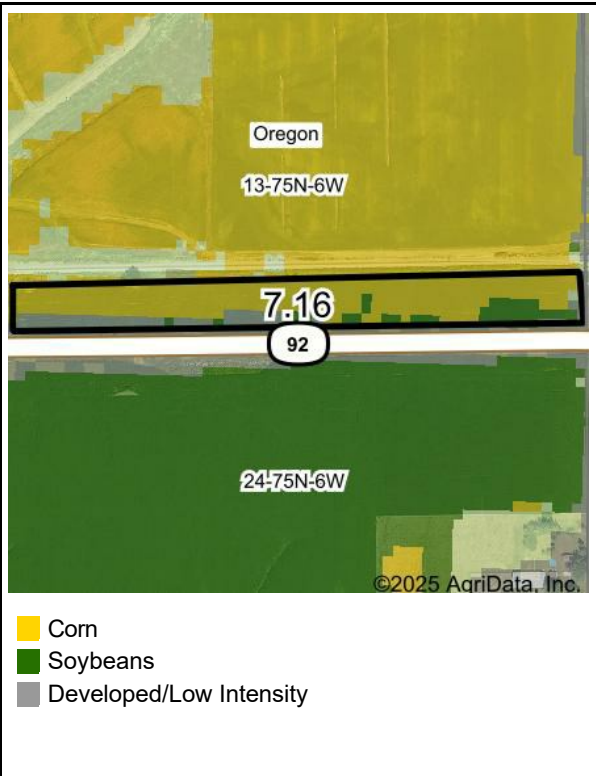 Oregon
13-75N-6W
7.16
92
24-75N-6W
©2025 AgriData, Inc.
Corn
Soybeans
Developed/Low Intensity